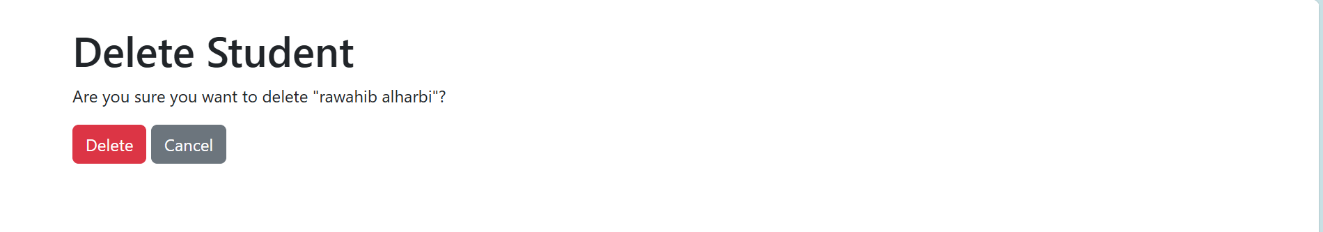 Delete Student
Are you sure you want to delete "rawahib alharbi"?
Delete Cancel